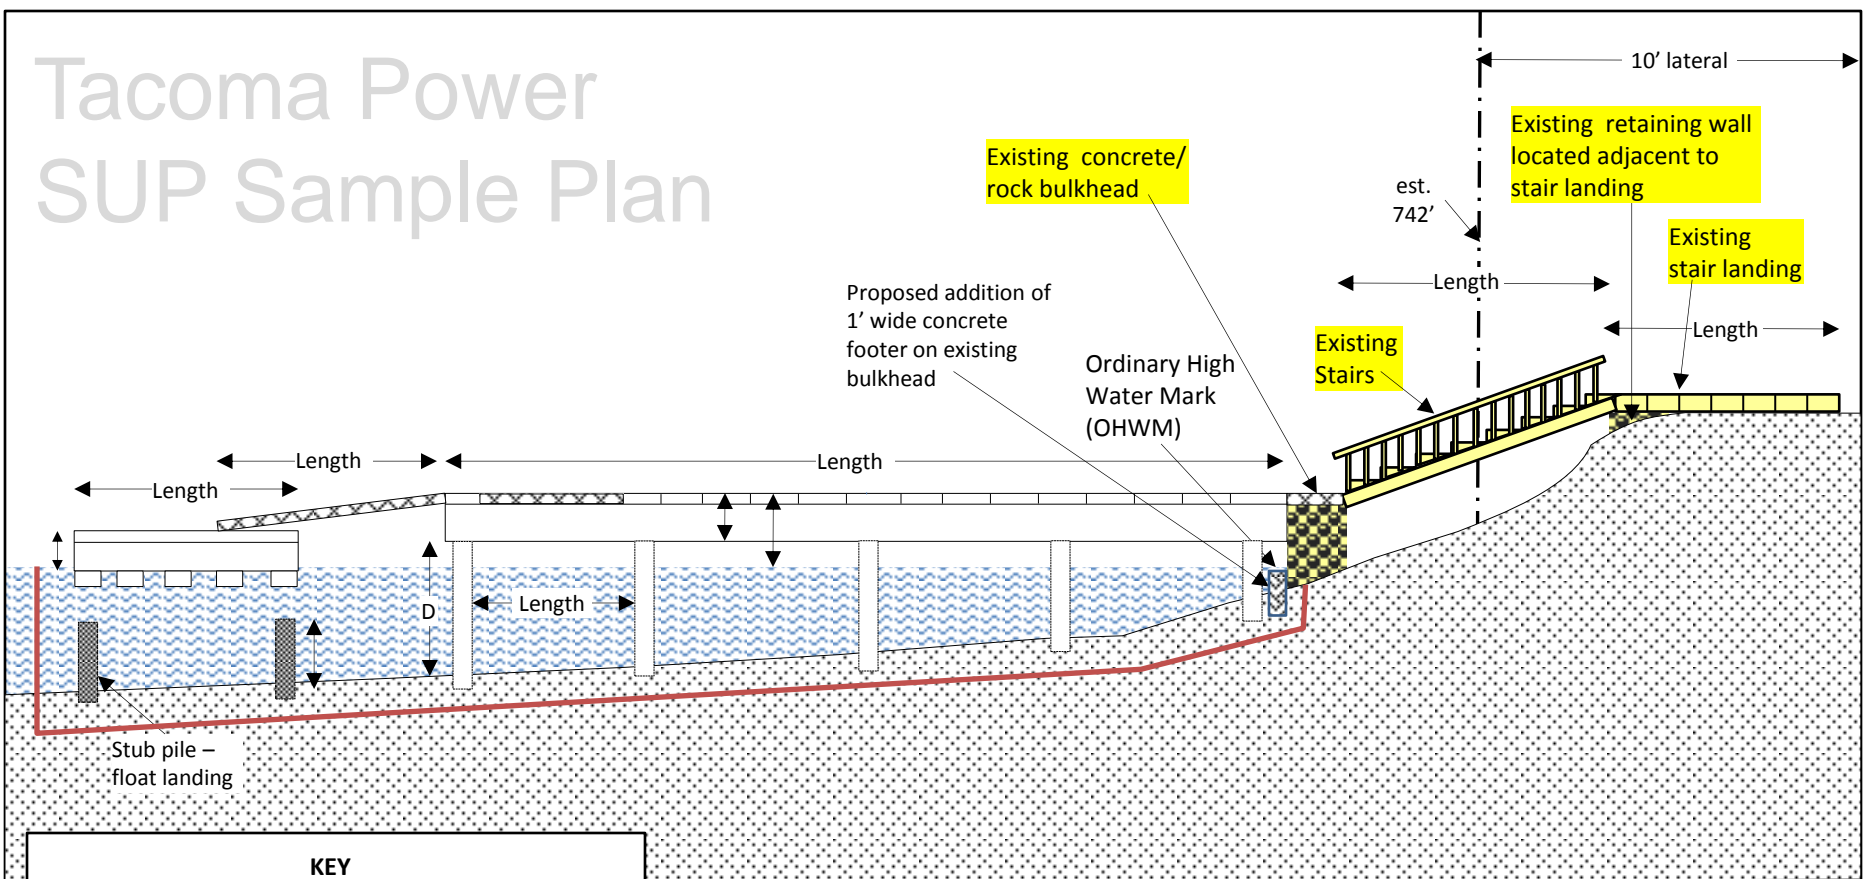 Tacoma Power
SUP Sample Plan
10’ lateral
Existing retaining wall
located adjacent to
stair landing
Existing concrete/
rock bulkhead
est.
742’
Existing
stair landing
Length
Proposed addition of
1’ wide concrete
footer on existing
bulkhead
Length
Existing
Stairs
Ordinary High
Water Mark
(OHWM)
Length
Length
Length
D
Length
Stub pile –
float landing
KEY